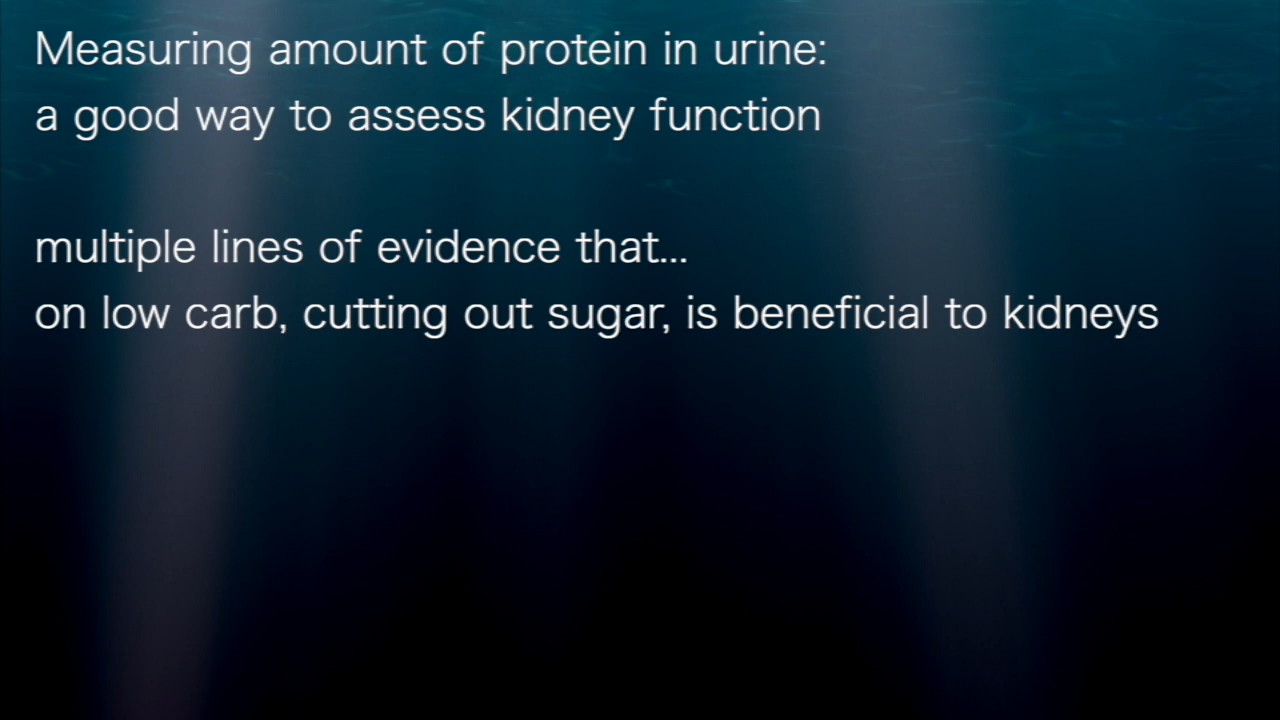 Measuring amount of protein in urine:
a good way to assess kidney function
multiple lines of evidence that...
on low carb, cutting out sugar, is beneficial to kidneys